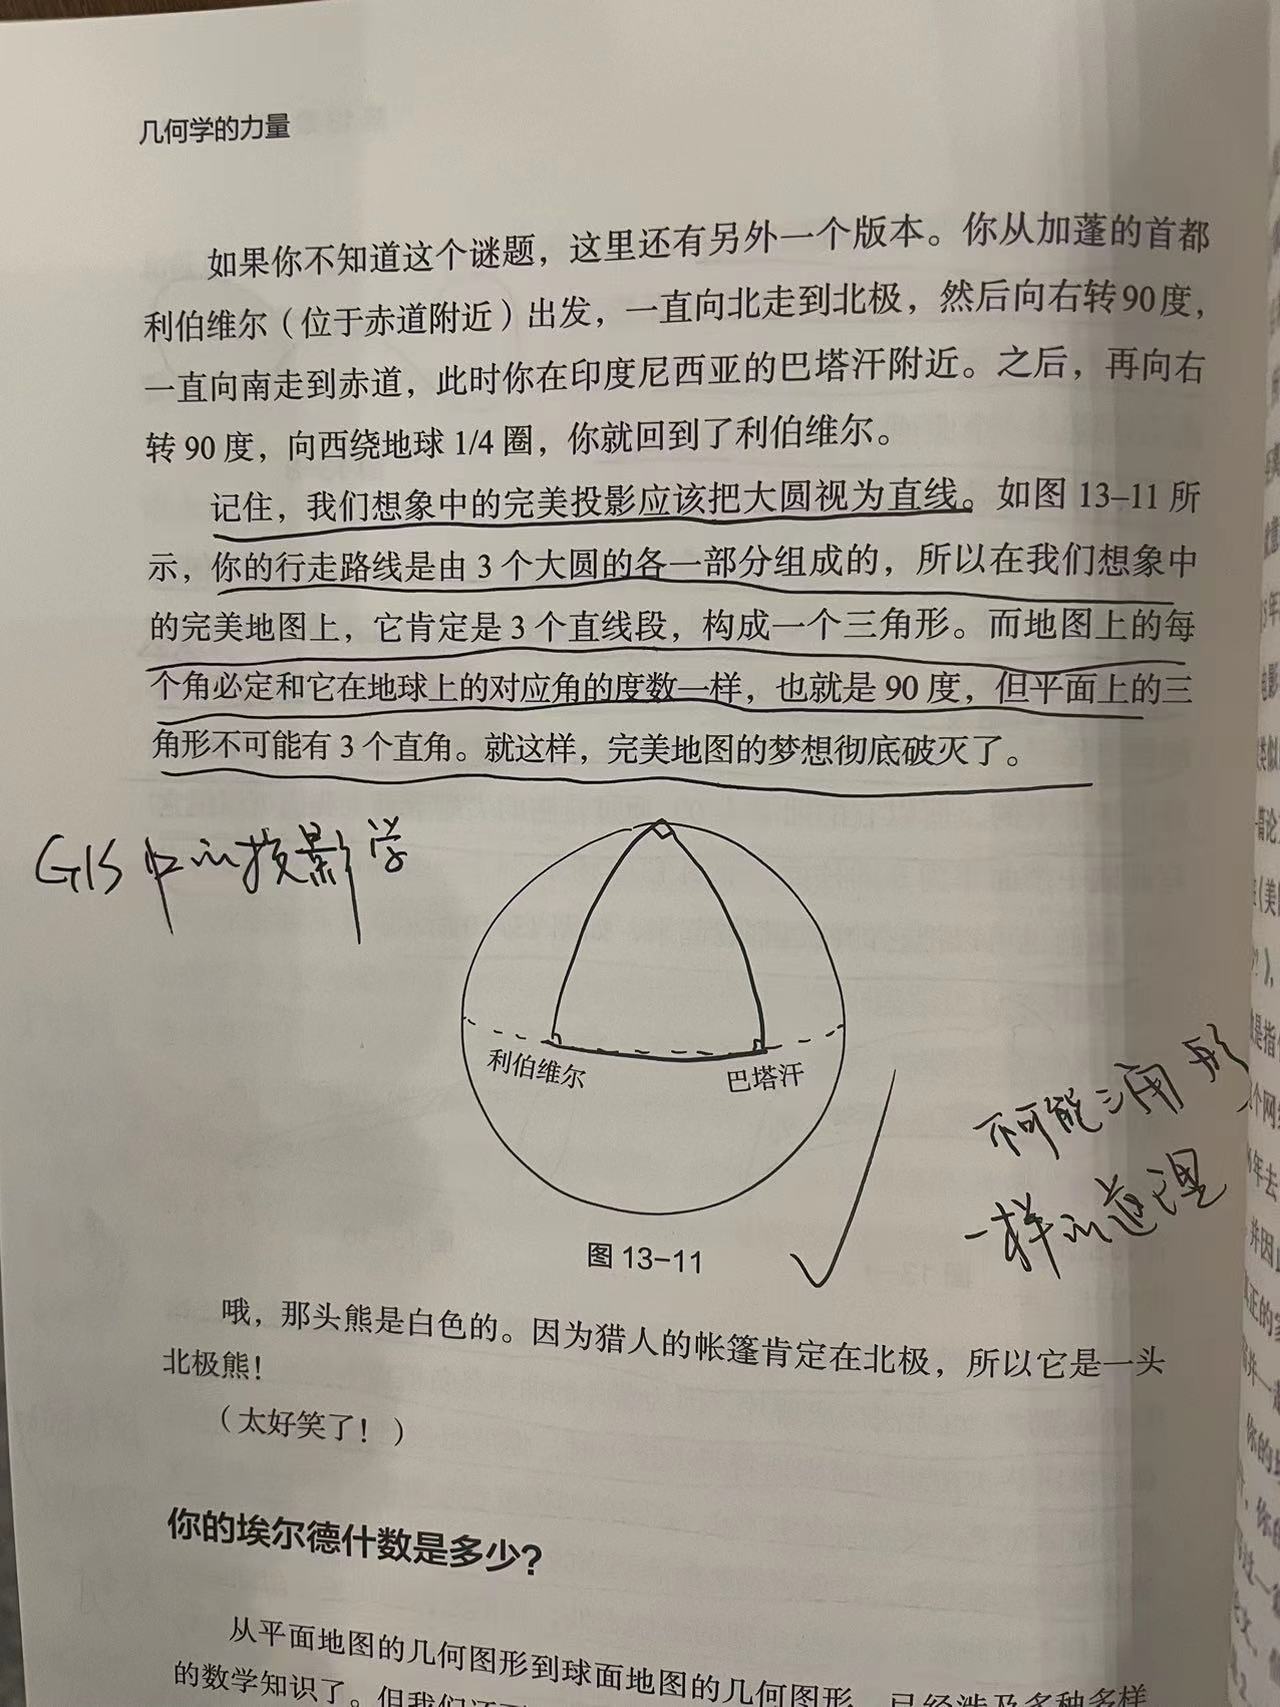 几何学的力量
如果你不知道这个谜题，这里还有另外一个版本。你从加蓬的首都
利伯维尔（位于赤道附近）出发，一直向北走到北极，然后向右转90度，
一直向南走到赤道，此时你在印度尼西亚的巴塔汗附近。之后，再向右
转90度，向西绕地球1/4圈，你就回到了利伯维尔。
记住，我们想象中的完美投影应该把大圆视为直线。如图13-11所
示，你的行走路线是由3个大圆的各一部分组成的，所以在我们想象中
的完美地图上，它肯定是3个直线段，构成一个三角形。而地图上的每
个角必定和它在地球上的对应角的度数一样，也就是90度，但平面上的三
角形不可能有3个直角。就这样，完美地图的梦想彻底破灭了。
GIS中的投影学
利伯维尔
巴塔汗
不可能三角形
一样的道理
图13-11
哦，那头熊是白色的。因为猎人的帐篷肯定在北极，所以它是一头
北极熊！
（太好笑了！）
你的埃尔德什数是多少？
从平面地图的几何图形到球面地图的几何图形，已经涉及多种多样
的数学知识了。但我们还